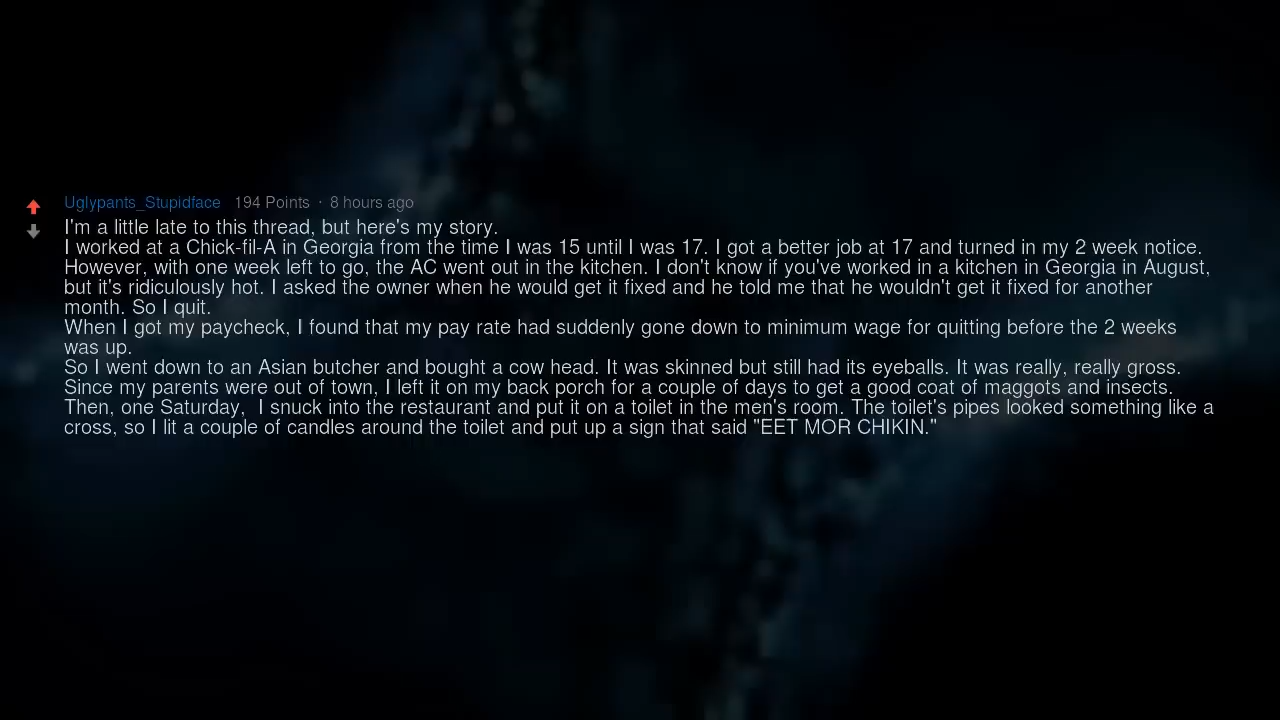 Uglypants_Stupidface 194 Points · 8 hours ago
I'm a little late to this thread, but here's my story.
I worked at a Chick-fil-A in Georgia from the time I was 15 until I was 17. I got a better job at 17 and turned in my 2 week notice.
However, with one week left to go, the AC went out in the kitchen. I don't know if you've worked in a kitchen in Georgia in August,
but it's ridiculously hot. I asked the owner when he would get it fixed and he told me that he wouldn't get it fixed for another
month. So I quit.
When I got my paycheck, I found that my pay rate had suddenly gone down to minimum wage for quitting before the 2 weeks
was up.
So I went down to an Asian butcher and bought a cow head. It was skinned but still had its eyeballs. It was really, really gross.
Since my parents were out of town, I left it on my back porch for a couple of days to get a good coat of maggots and insects.
Then, one Saturday, I snuck into the restaurant and put it on a toilet in the men's room. The toilet's pipes looked something like a
cross, so I lit a couple of candles around the toilet and put up a sign that said "EET MOR CHIKIN."